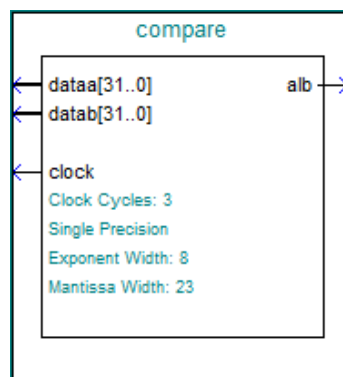 compare
dataa[31..0] alb
datab[31..0]
clock
Clock Cycles: 3
Single Precision
Exponent Width: 8
Mantissa Width: 23